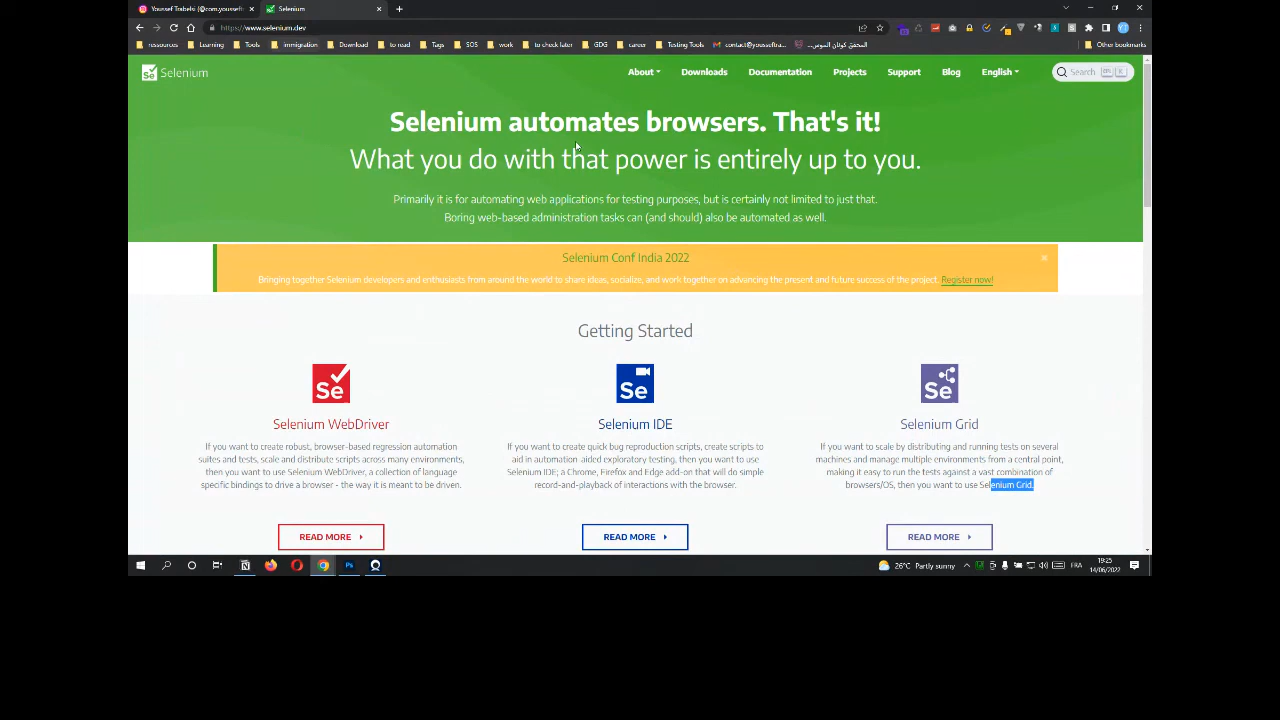 Youssef Trabelsi (@com.yousseft
Selenium
https://www.selenium.dev
ressources
Learning
Tools
immigration
Download
to read
Tags
SOS
work
to check later
GDG
career
Testing Tools
contact@yousseftra...
Other bookmarks
Selenium
About
Downloads
Documentation
Projects
Support
Blog
English
Search
Selenium automates browsers. That's it!
What you do with that power is entirely up to you.
Primarily it is for automating web applications for testing purposes, but is certainly not limited to just that.
Boring web-based administration tasks can (and should) also be automated as well.
Selenium Conf India 2022
Bringing together Selenium developers and enthusiasts from around the world to share ideas, socialize, and work together on advancing the present and future success of the project. Register now!
Getting Started
Se
Selenium WebDriver
If you want to create robust, browser-based regression automation
suites and tests, scale and distribute scripts across many environments,
then you want to use Selenium WebDriver, a collection of language
specific bindings to drive a browser - the way it is meant to be driven.
READ MORE
Se
Selenium IDE
If you want to create quick bug reproduction scripts, create scripts to
aid in automation-aided exploratory testing, then you want to use
Selenium IDE; a Chrome, Firefox and Edge add-on that will do simple
record-and-playback of interactions with the browser.
READ MORE
Se
Selenium Grid
If you want to scale by distributing and running tests on several
machines and manage multiple environments from a central point,
making it easy to run the tests against a vast combination of
browsers/OS, then you want to use Selenium Grid.
READ MORE
26°C Partly sunny
FRA
19:25
14/06/2022